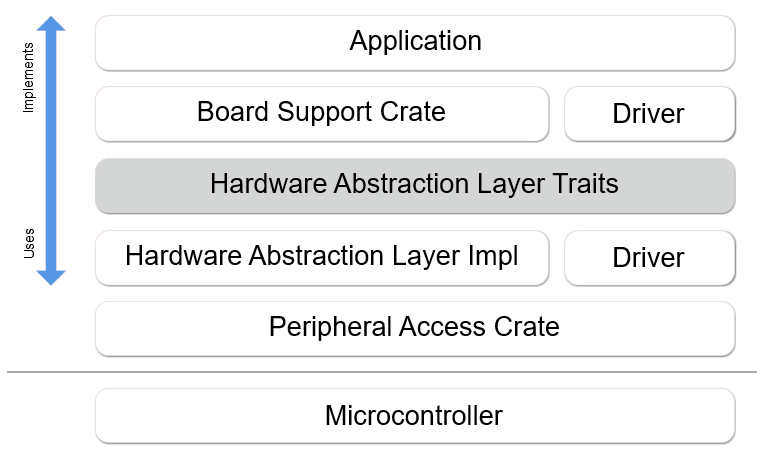 Implements
Uses
Application
Board Support Crate
Driver
Hardware Abstraction Layer Traits
Hardware Abstraction Layer Impl
Driver
Peripheral Access Crate
Microcontroller